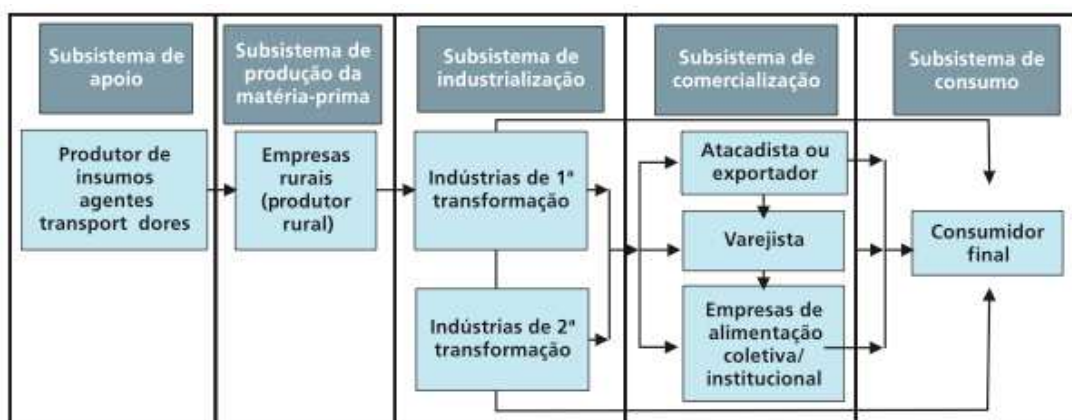 Subsistema de
apoio
Subsistema de
produção da
matéria-prima
Subsistema de
industrialização
Subsistema de
comercialização
Subsistema de
consumo
Produtor de
insumos
agentes
transport dores
Empresas
rurais
(produtor
rural)
Indústrias de 1ª
transformação
Indústrias de 2ª
transformação
Atacadista ou
exportador
Varejista
Empresas de
alimentação
coletiva/
institucional
Consumidor
final